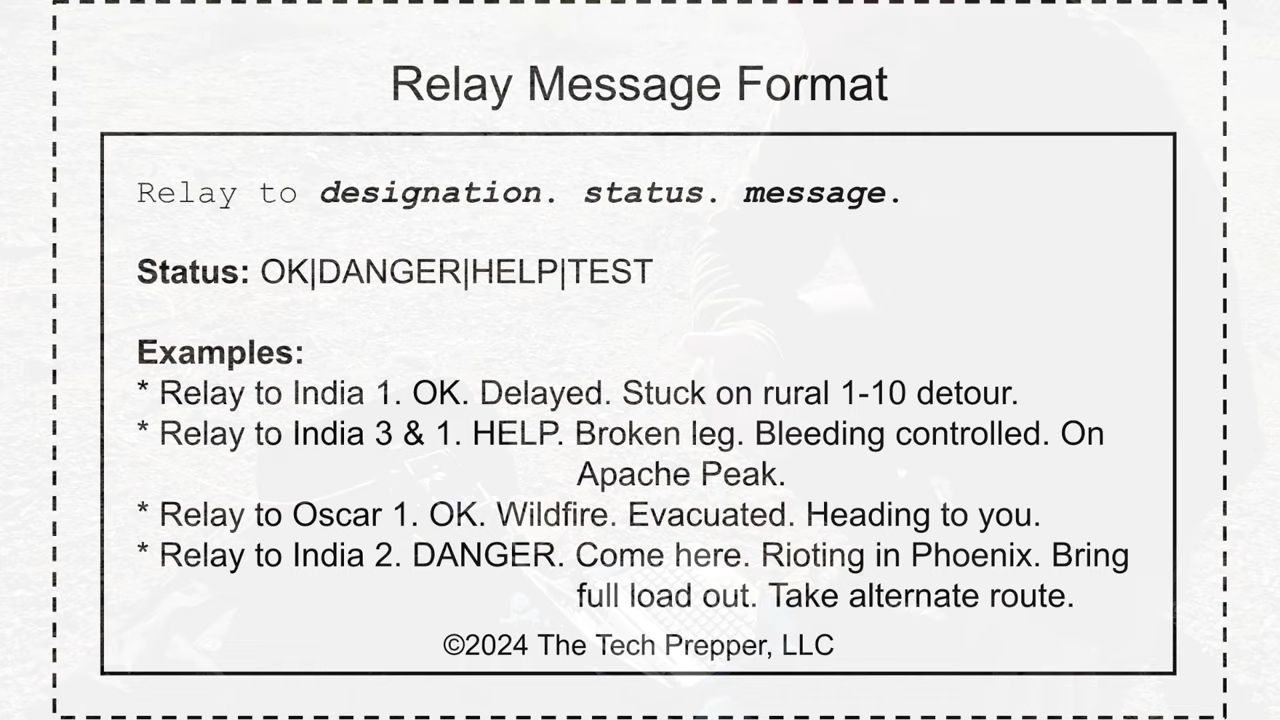 Relay Message Format
Relay to designation. status. message.
Status: OK|DANGER|HELP|TEST
Examples:
* Relay to India 1. OK. Delayed. Stuck on rural 1-10 detour.
* Relay to India 3 & 1. HELP. Broken leg. Bleeding controlled. On
Apache Peak.
* Relay to Oscar 1. OK. Wildfire. Evacuated. Heading to you.
* Relay to India 2. DANGER. Come here. Rioting in Phoenix. Bring
full load out. Take alternate route.
©2024 The Tech Prepper, LLC